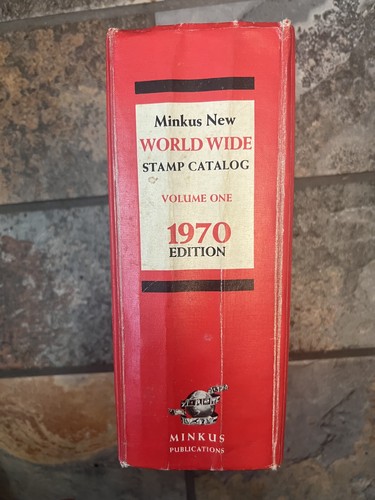 Minkus New
WORLD WIDE
STAMP CATALOG
VOLUME ONE
1970
EDITION
MINKUS
PUBLICATIONS